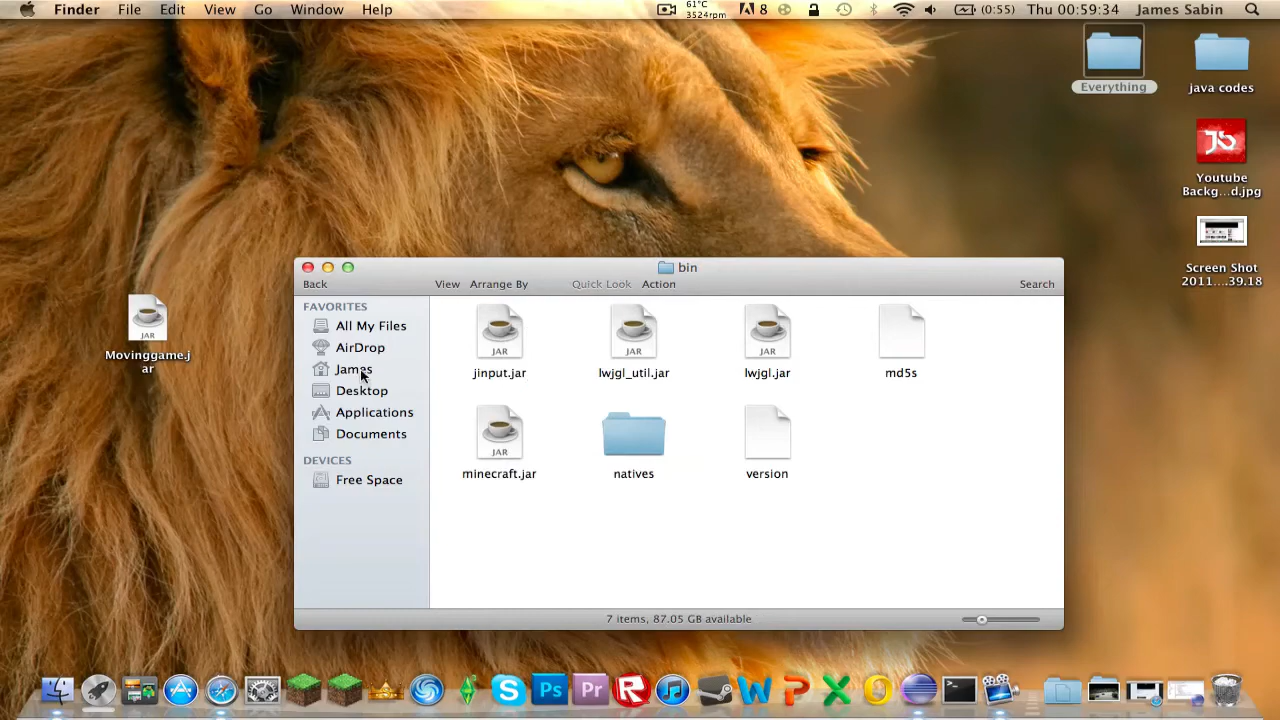 Finder File Edit View Go Window Help 61°C 3524rpm 8 (0:55) Thu 00:59:34 James Sabin
Everything
java codes
Youtube
Backg...d.jpg
Screen Shot
2011....39.18
Movinggame.j
ar
bin
Back View Arrange By Quick Look Action Search
FAVORITES
All My Files
AirDrop
James
Desktop
Applications
Documents
DEVICES
Free Space
JAR JAR JAR
jinput.jar lwjgl_util.jar lwjgl.jar md5s
JAR
minecraft.jar natives version
7 items, 87.05 GB available
JAR
JS
Ps Pr R W P X O